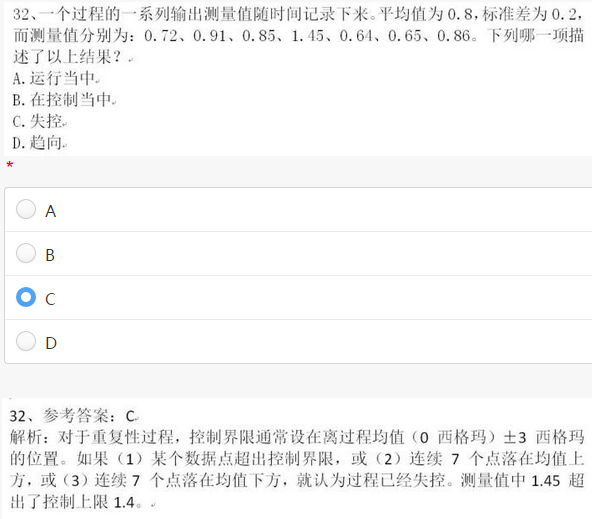 32、一个过程的一系列输出测量值随时间记录下来。平均值为 0.8，标准差为 0.2，
而测量值分别为：0.72、0.91、0.85、1.45、0.64、0.65、0.86。下列哪一项描
述了以上结果？
A.运行当中
B.在控制当中
C.失控
D.趋向
*
A
B
C
D
32、参考答案：C
解析：对于重复性过程，控制界限通常设在离过程均值（0 西格玛）±3 西格玛
的位置。如果（1）某个数据点超出控制界限，或（2）连续 7 个点落在均值上
方，或（3）连续 7 个点落在均值下方，就认为过程已经失控。测量值中 1.45 超
出了控制上限 1.4。